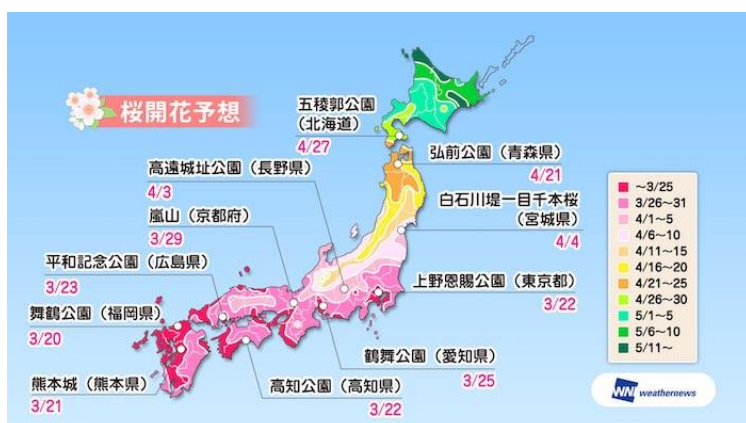 桜開花予想
五稜郭公園
（北海道）
4/27
弘前公園（青森県）
4/21
高遠城址公園（長野県）
4/3
白石川堤一目千本桜
（宮城県）
4/4
嵐山（京都府）
3/29
平和記念公園（広島県）
3/23
上野恩賜公園（東京都）
3/22
舞鶴公園（福岡県）
3/20
鶴舞公園（愛知県）
3/25
熊本城（熊本県）
3/21
高知公園（高知県）
3/22
～3/25
3/26～31
4/1～5
4/6～10
4/11～15
4/16～20
4/21～25
4/26～30
5/1～5
5/6～10
5/11～
WN weathernews